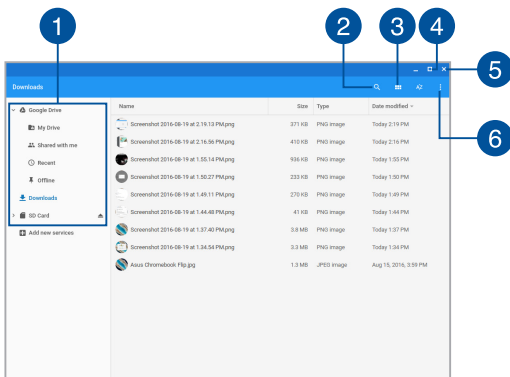 1 2 3 4
5
6
Downloads AZ
Google Drive
My Drive
Shared with me
Recent
Offline
Downloads
SD Card
Add new services
Name Size Type Date modified
Screenshot 2016-08-19 at 2.19.13 PM.png 371 KB PNG image Today 2:19 PM
Screenshot 2016-08-19 at 2.16.56 PM.png 410 KB PNG image Today 2:16 PM
Screenshot 2016-08-19 at 1.55.14 PM.png 936 KB PNG image Today 1:55 PM
Screenshot 2016-08-19 at 1.50.27 PM.png 233 KB PNG image Today 1:50 PM
Screenshot 2016-08-19 at 1.49.11 PM.png 270 KB PNG image Today 1:49 PM
Screenshot 2016-08-19 at 1.44.48 PM.png 41 KB PNG image Today 1:44 PM
Screenshot 2016-08-19 at 1.37.40 PM.png 3.8 MB PNG image Today 1:37 PM
Screenshot 2016-08-19 at 1.34.54 PM.png 3.3 MB PNG image Today 1:34 PM
Asus Chromebook Flip.jpg 1.3 MB JPEG image Aug 15, 2016, 3:59 PM